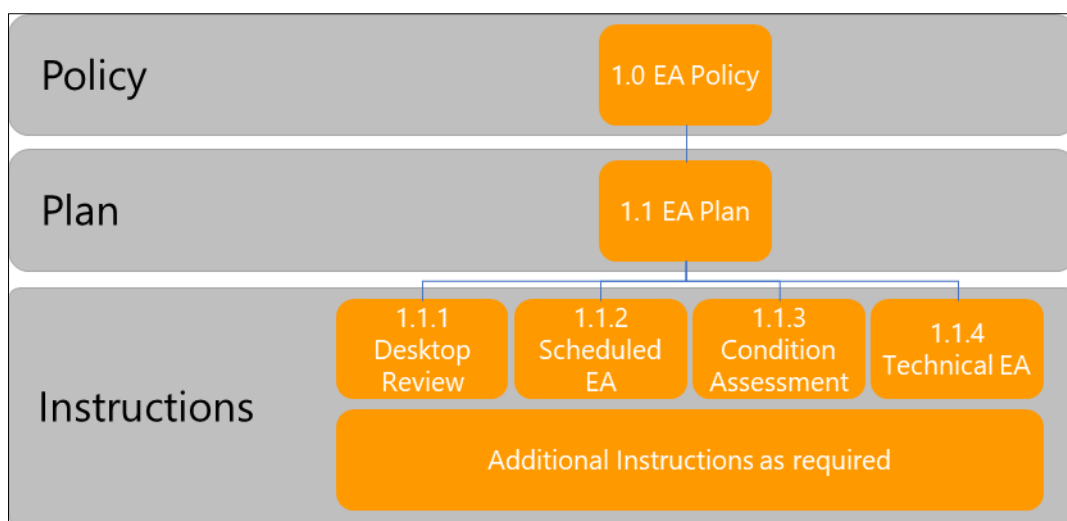 Policy
1.0 EA Policy
Plan
1.1 EA Plan
Instructions
1.1.1
Desktop
Review
1.1.2
Scheduled
EA
1.1.3
Condition
Assessment
1.1.4
Technical EA
Additional Instructions as required